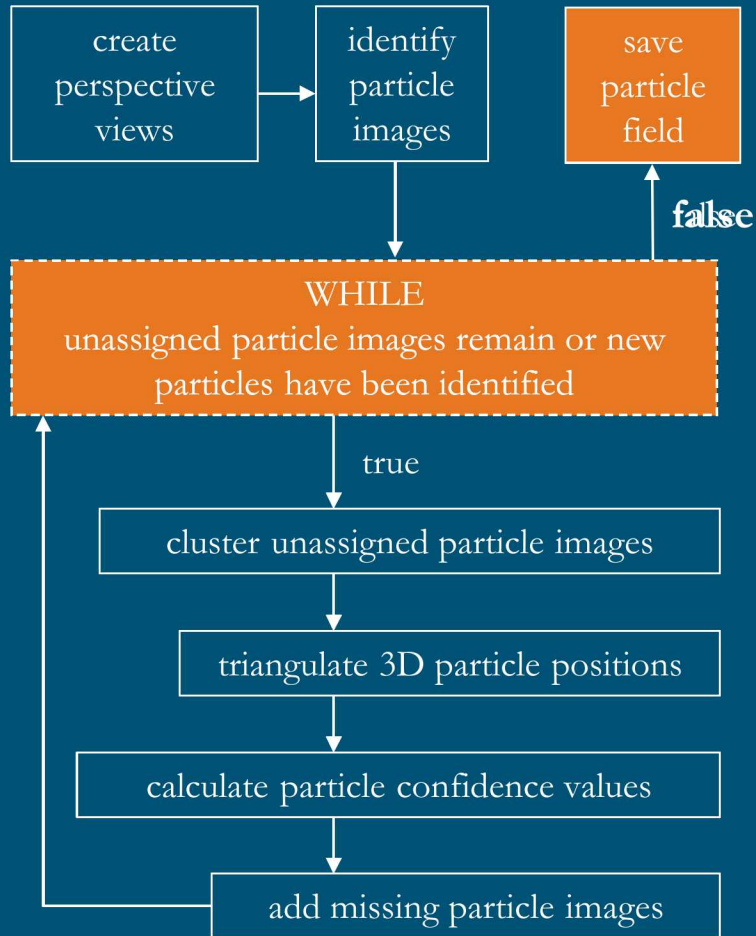 create
perspective
views
identify
particle
images
save
particle
field
false
WHILE
unassigned particle images remain or new
particles have been identified
true
cluster unassigned particle images
triangulate 3D particle positions
calculate particle confidence values
add missing particle images